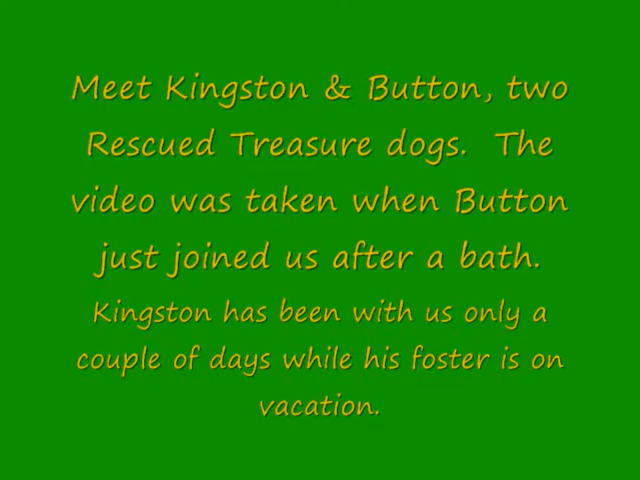 Meet Kingston & Button, two
Rescued Treasure dogs. The
video was taken when Button
just joined us after a bath.
Kingston has been with us only a
couple of days while his foster is on
vacation.